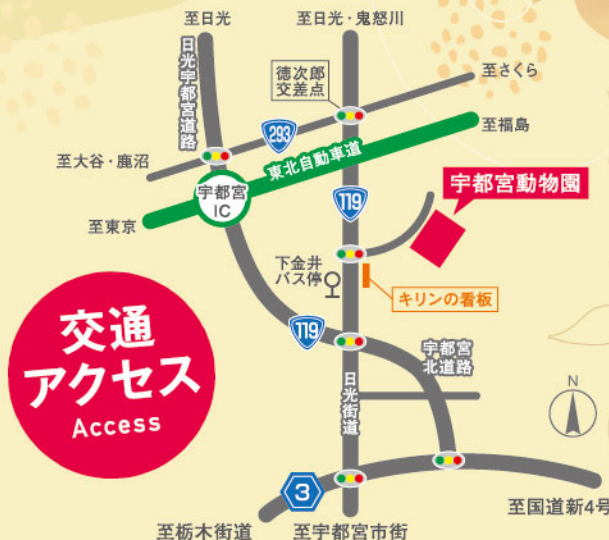 至日光
至日光・鬼怒川
日光宇都宮道路
徳次郎
交差点
至さくら
293
至大谷・鹿沼
東北自動車道
至福島
宇都宮
IC
119
宇都宮動物園
至東京
下金井
バス停
キリンの看板
交通
アクセス
Access
119
宇都宮
北道路
日光街道
N
3
至国道新4号
至栃木街道
至宇都宮市街